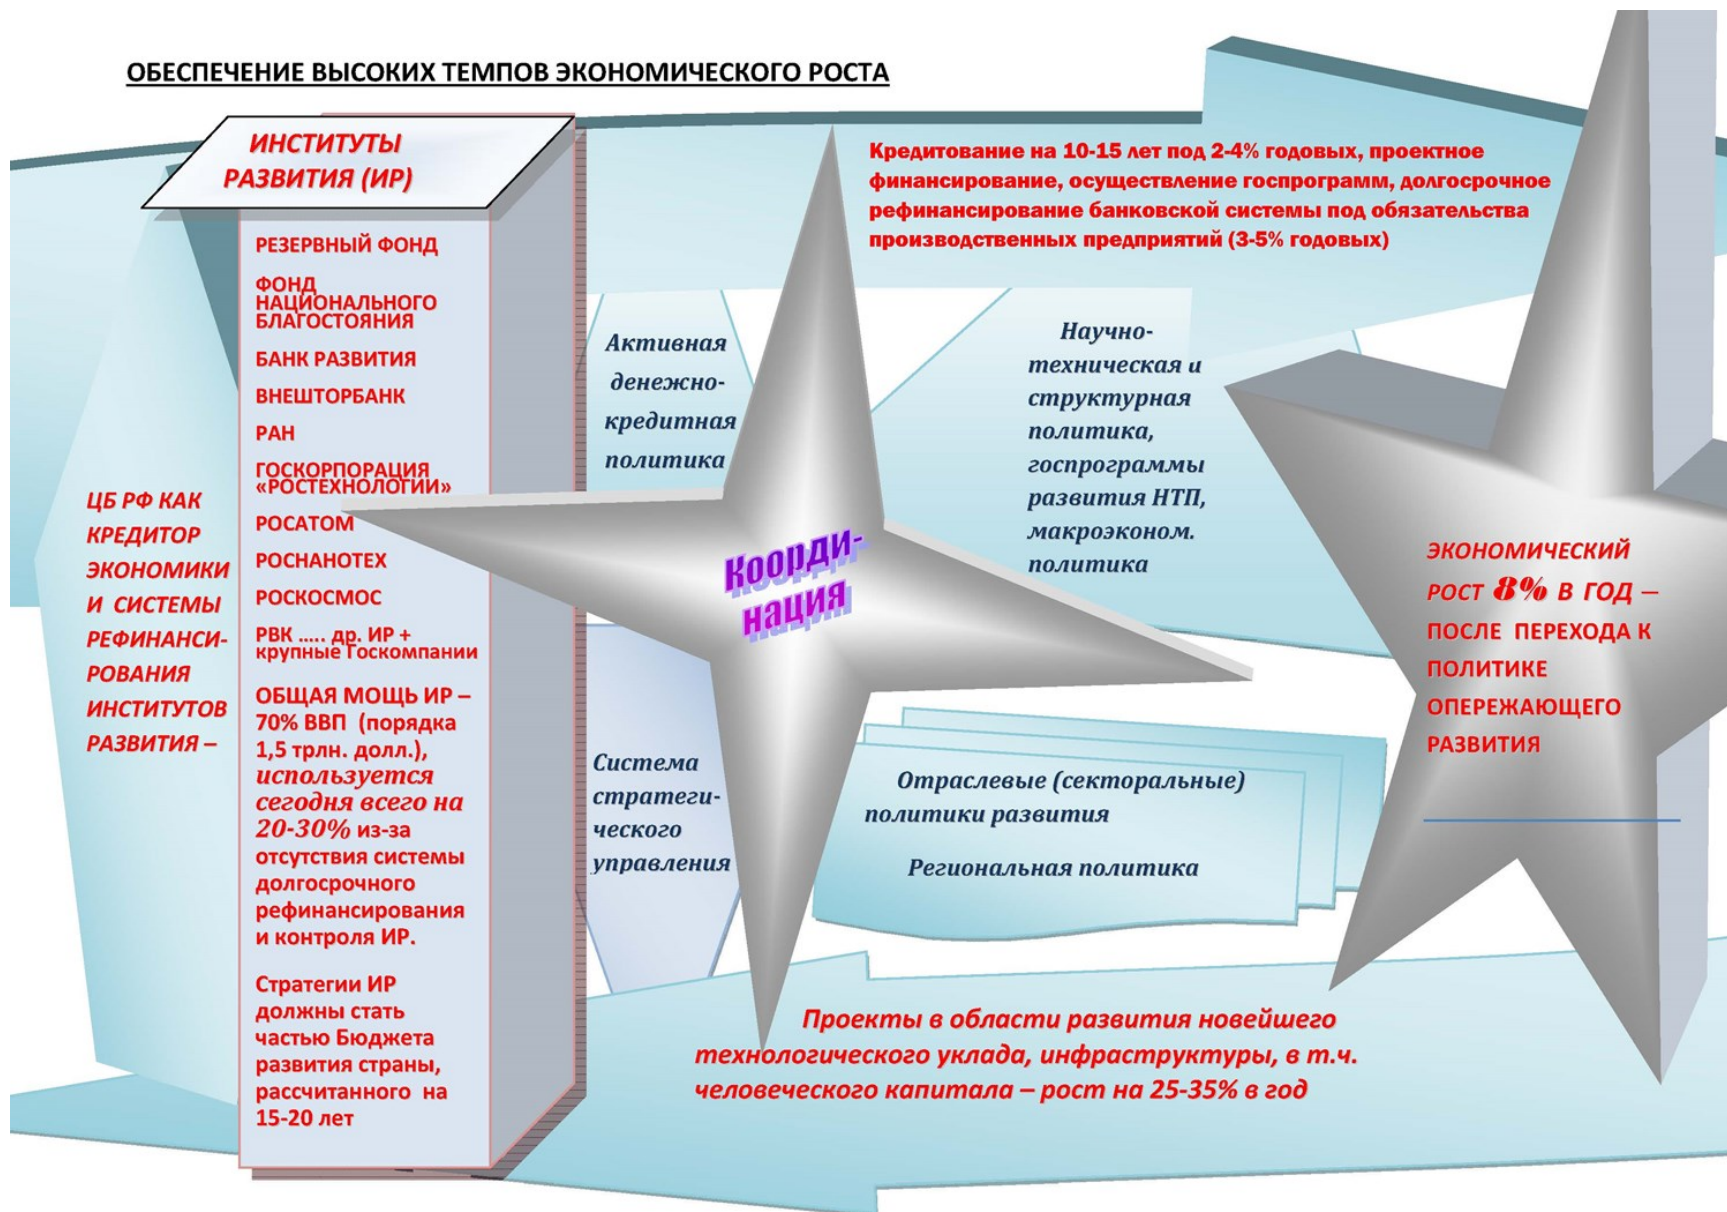 ОБЕСПЕЧЕНИЕ ВЫСОКИХ ТЕМПОВ ЭКОНОМИЧЕСКОГО РОСТА
ЦБ РФ КАК
КРЕДИТОР
ЭКОНОМИКИ
И СИСТЕМЫ
РЕФИНАНСИ-
РОВАНИЯ
ИНСТИТУТОВ
РАЗВИТИЯ –
ИНСТИТУТЫ
РАЗВИТИЯ (ИР)
РЕЗЕРВНЫЙ ФОНД
ФОНД
НАЦИОНАЛЬНОГО
БЛАГОСТОЯНИЯ
БАНК РАЗВИТИЯ
ВНЕШТОРБАНК
РАН
ГОСКОРПОРАЦИЯ
«РОСТЕХНОЛОГИИ»
РОСАТОМ
РОСНАНОТЕХ
РОСКОСМОС
РВК ….. др. ИР +
крупные Госкомпании
ОБЩАЯ МОЩЬ ИР –
70% ВВП (порядка
1,5 трлн. долл.),
используется
сегодня всего на
20-30% из-за
отсутствия системы
долгосрочного
рефинансирования
и контроля ИР.
Стратегии ИР
должны стать
частью Бюджета
развития страны,
рассчитанного на
15-20 лет
Кредитование на 10-15 лет под 2-4% годовых, проектное
финансирование, осуществление госпрограмм, долгосрочное
рефинансирование банковской системы под обязательства
производственных предприятий (3-5% годовых)
Активная
денежно-
кредитная
политика
Научно-
техническая и
структурная
политика,
госпрограммы
развития НТП,
макроэконом.
политика
Коорди-
нация
Система
стратеги-
ческого
управления
Отраслевые (секторальные)
политики развития
Региональная политика
Проекты в области развития новейшего
технологического уклада, инфраструктуры, в т.ч.
человеческого капитала – рост на 25-35% в год
ЭКОНОМИЧЕСКИЙ
РОСТ 8% В ГОД –
ПОСЛЕ ПЕРЕХОДА К
ПОЛИТИКЕ
ОПЕРЕЖАЮЩЕГО
РАЗВИТИЯ